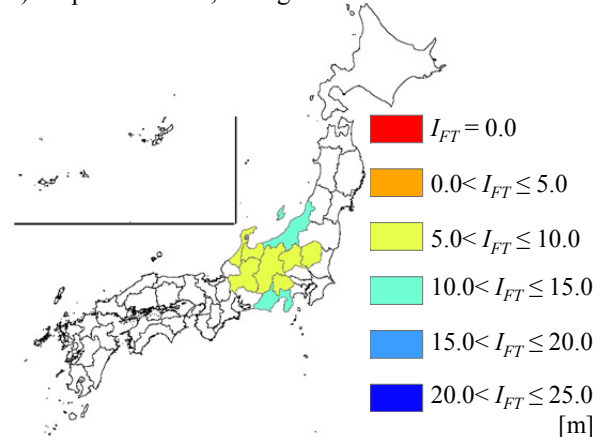 I_FT = 0.0
0.0< I_FT ≤ 5.0
5.0< I_FT ≤ 10.0
10.0< I_FT ≤ 15.0
15.0< I_FT ≤ 20.0
20.0< I_FT ≤ 25.0
[m]